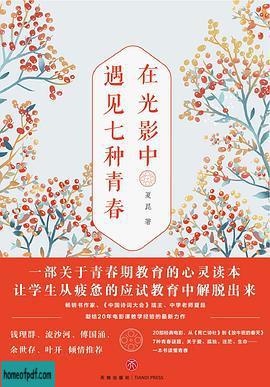 在光影中
遇见七种青春
夏昆 著
一部关于青春期教育的心灵读本
让学生从疲惫的应试教育中解脱出来
畅销书作家、《中国诗词大会》擂主、中学老师夏昆
凝结20年电影课教学经验的最新力作
钱理群、流沙河、傅国涌、
余世存、叶开 倾情推荐
20部经典电影，从《死亡诗社》到《放牛班的春天》
7种青春话题，关于爱、孤独、迷茫、生命……
一本书读懂青春
天地出版社 | TIANDI PRESS
homeofpdf.com